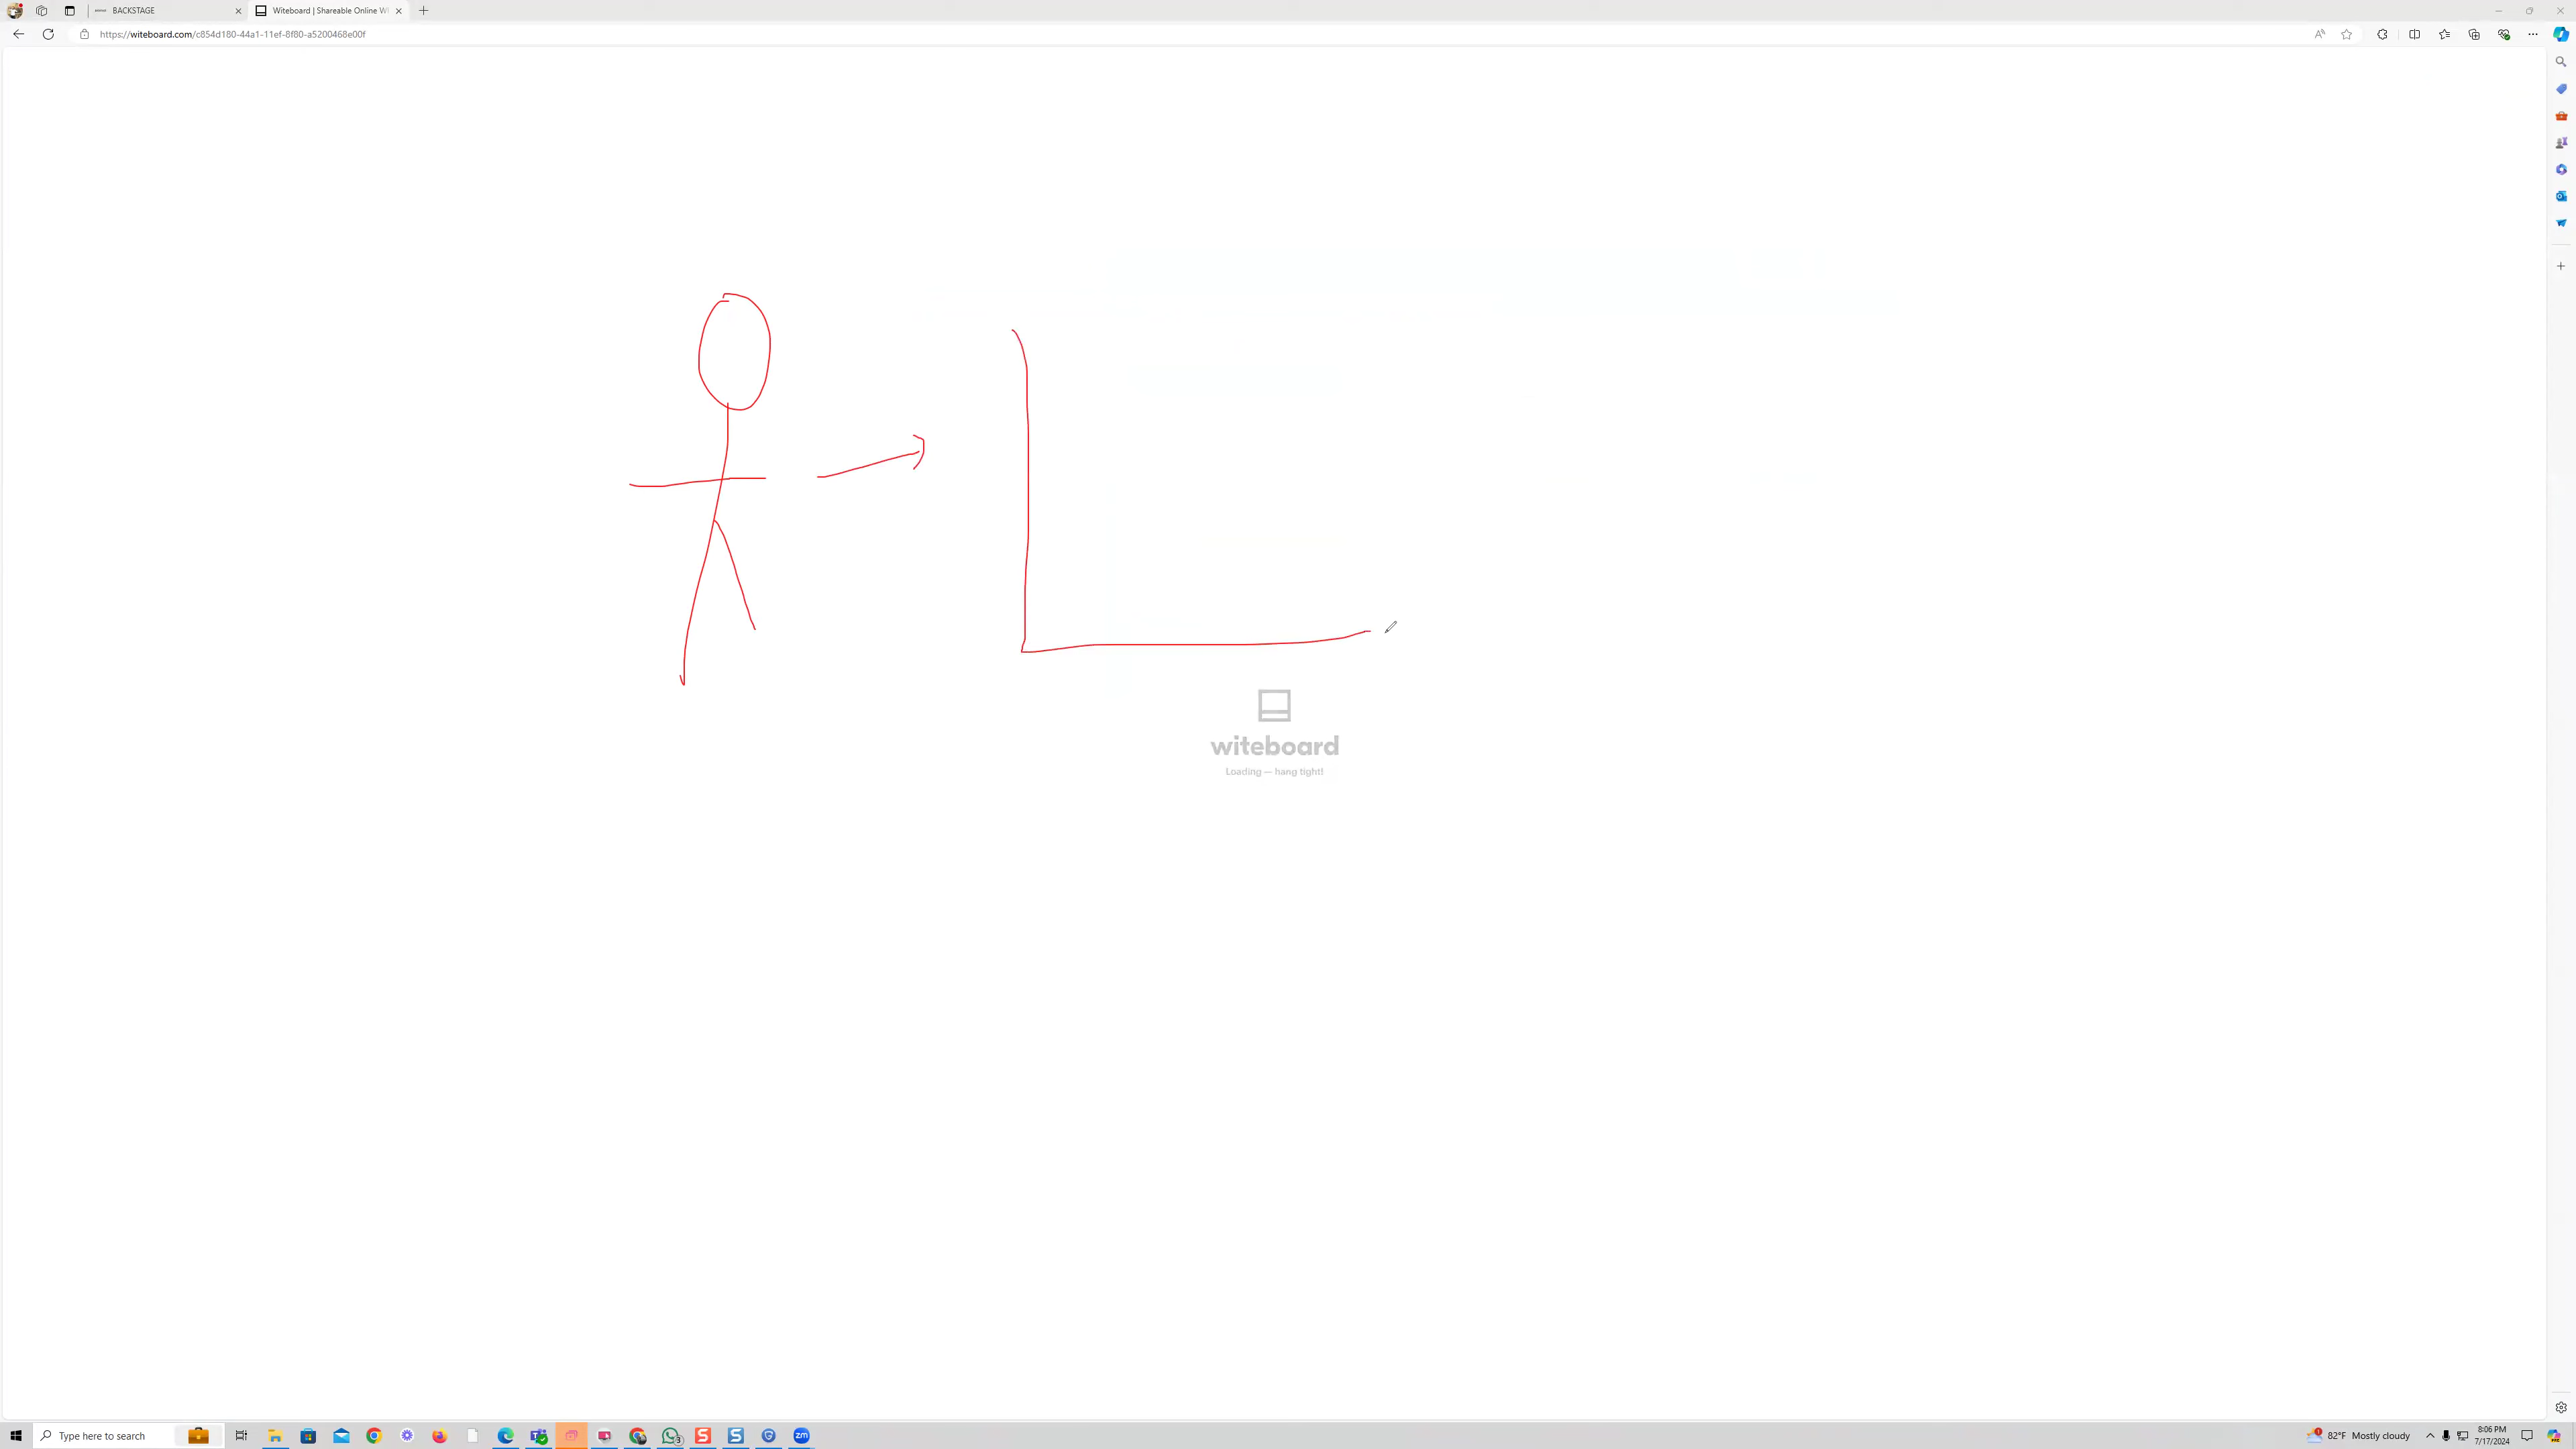 BACKSTAGE
Witeboard | Shareable Online W
https://witeboard.com/c854d180-44a1-11ef-8f80-a5200468e00f
witeboard
Loading — hang tight!
Type here to search
zm
82°F Mostly cloudy
8:06 PM
7/17/2024